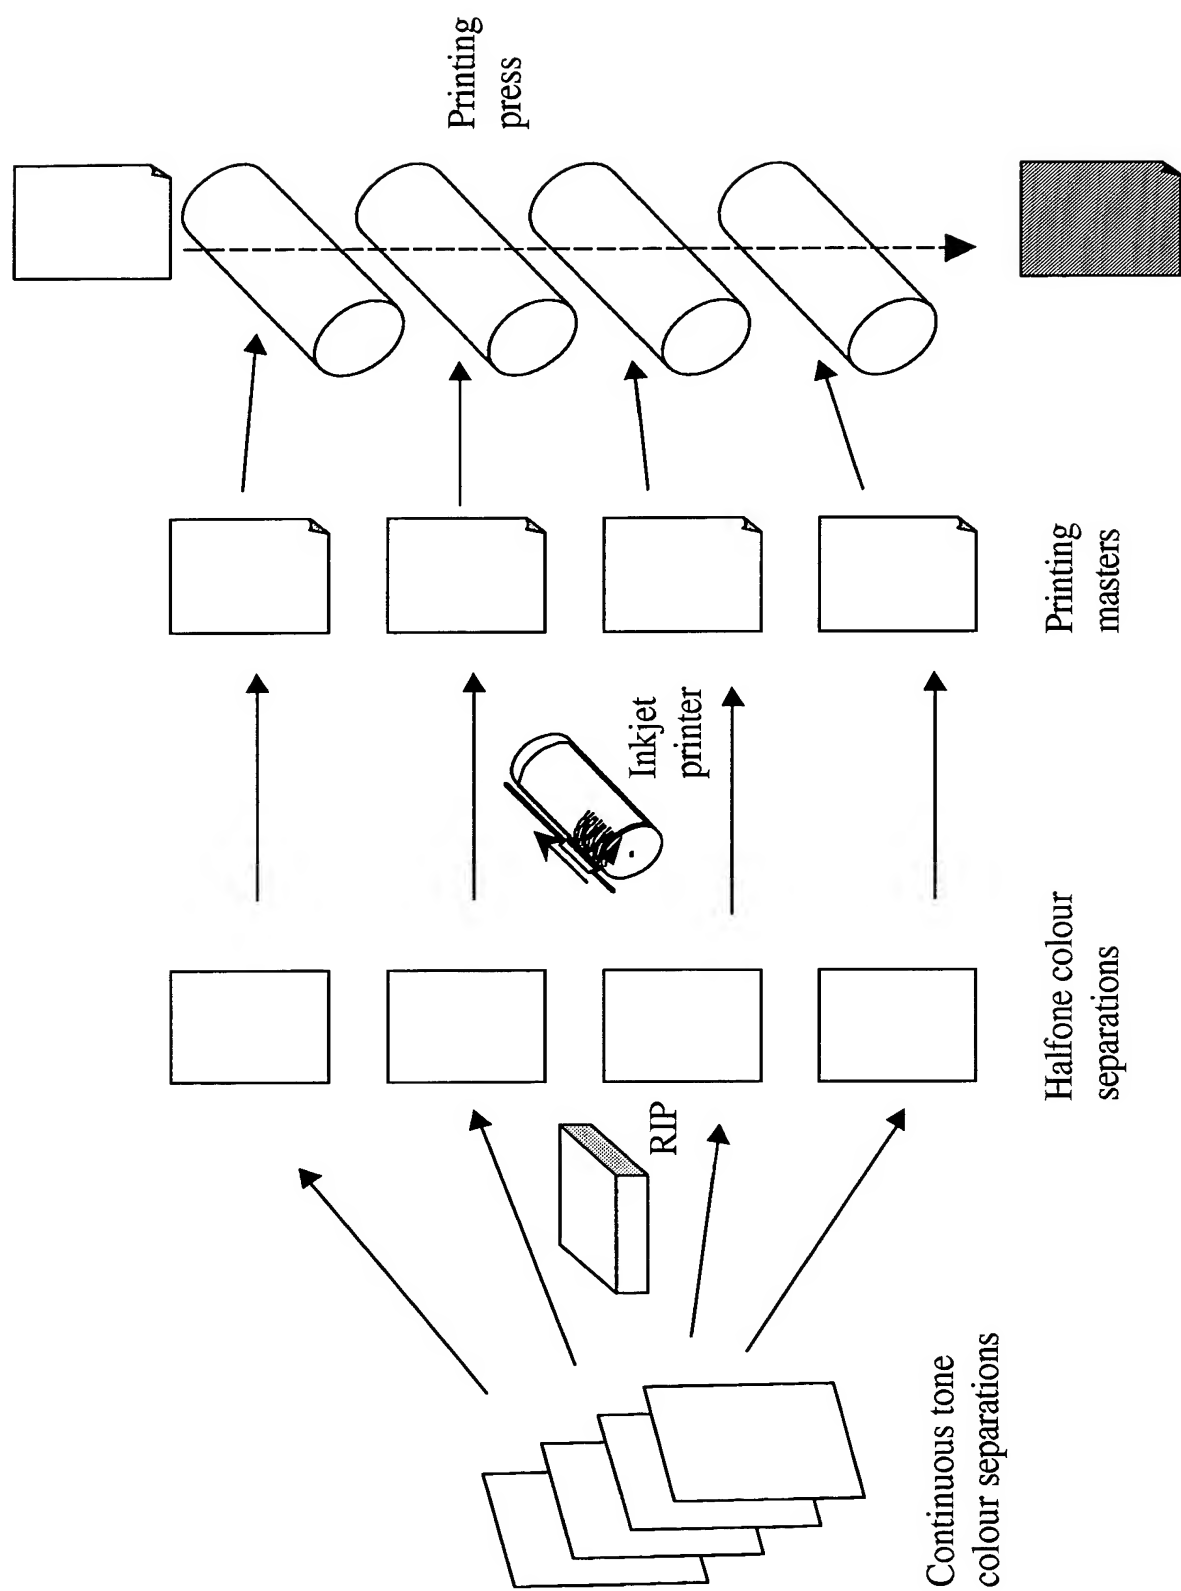 Continuous tone
colour separations
RIP
Halfone colour
separations
Inkjet
printer
Printing
masters
Printing
press